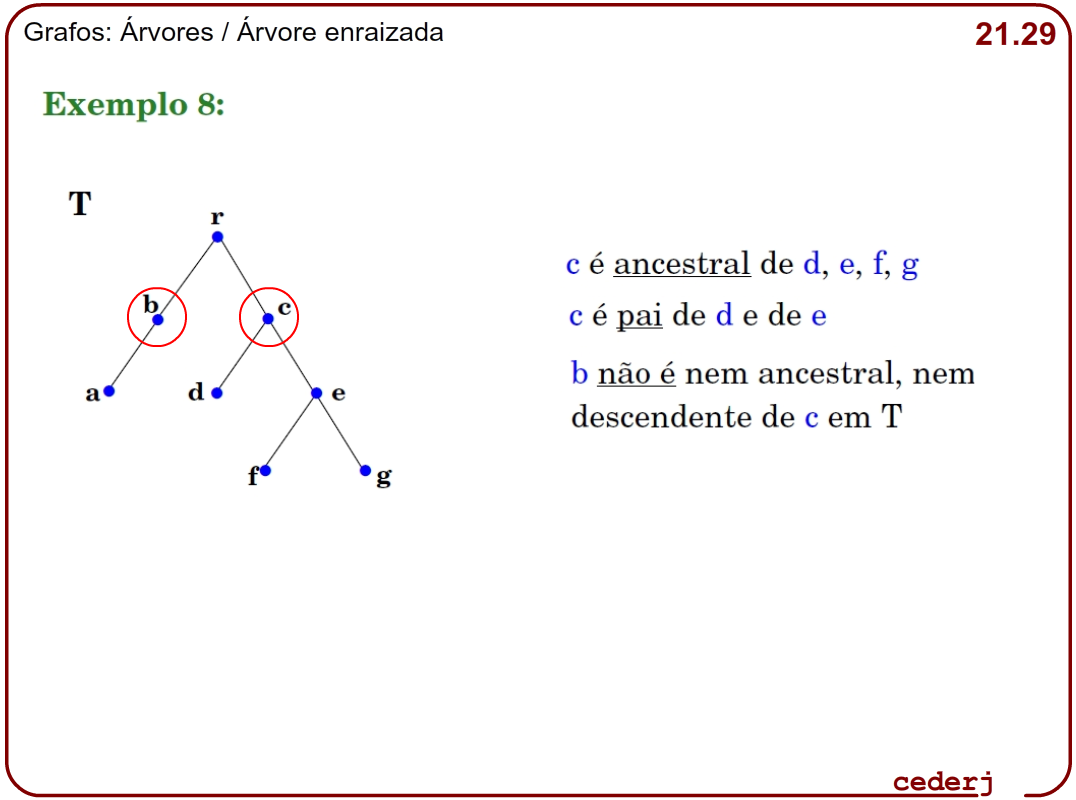 Grafos: Árvores / Árvore enraizada
21.29
Exemplo 8:
T
r
b
c
a
d
e
f
g
c é ancestral de d, e, f, g
c é pai de d e de e
b não é nem ancestral, nem
descendente de c em T
cederj